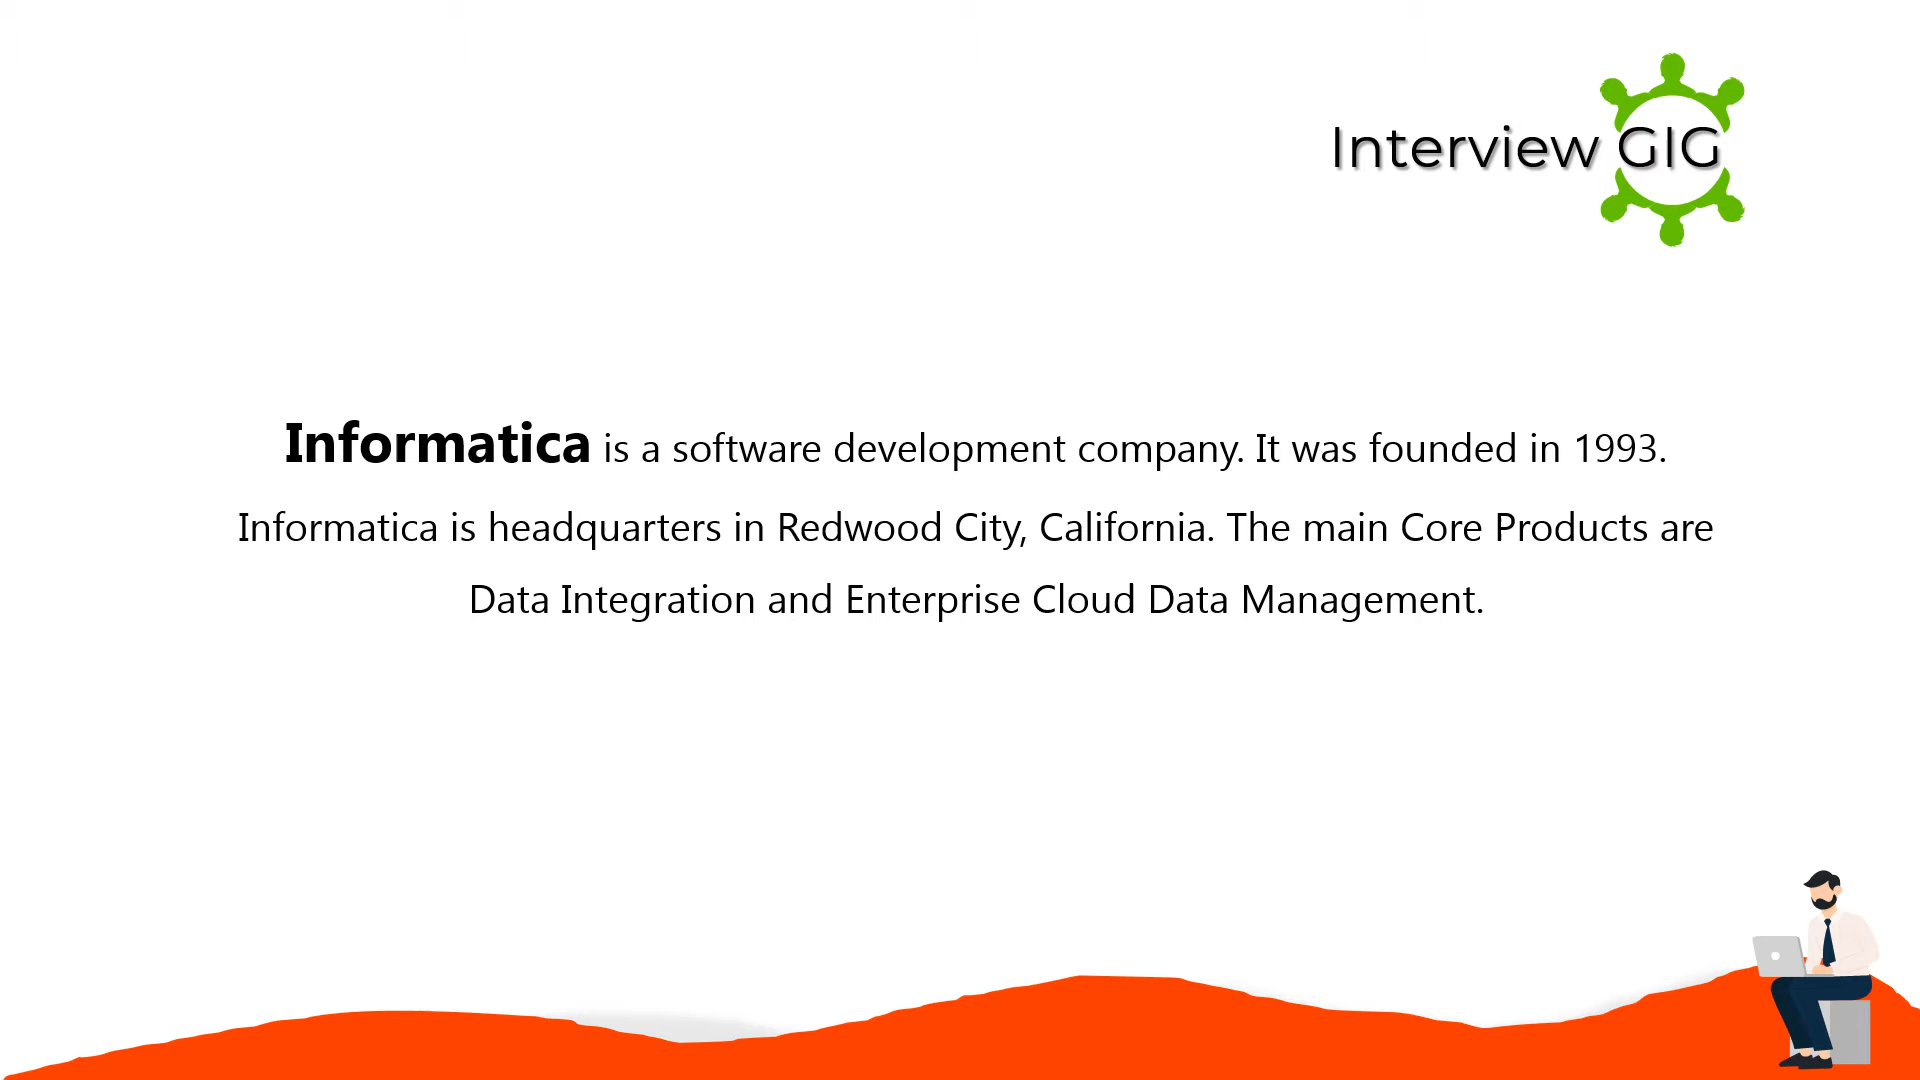 Interview GIG
Informatica is a software development company. It was founded in 1993.
Informatica is headquarters in Redwood City, California. The main Core Products are
Data Integration and Enterprise Cloud Data Management.